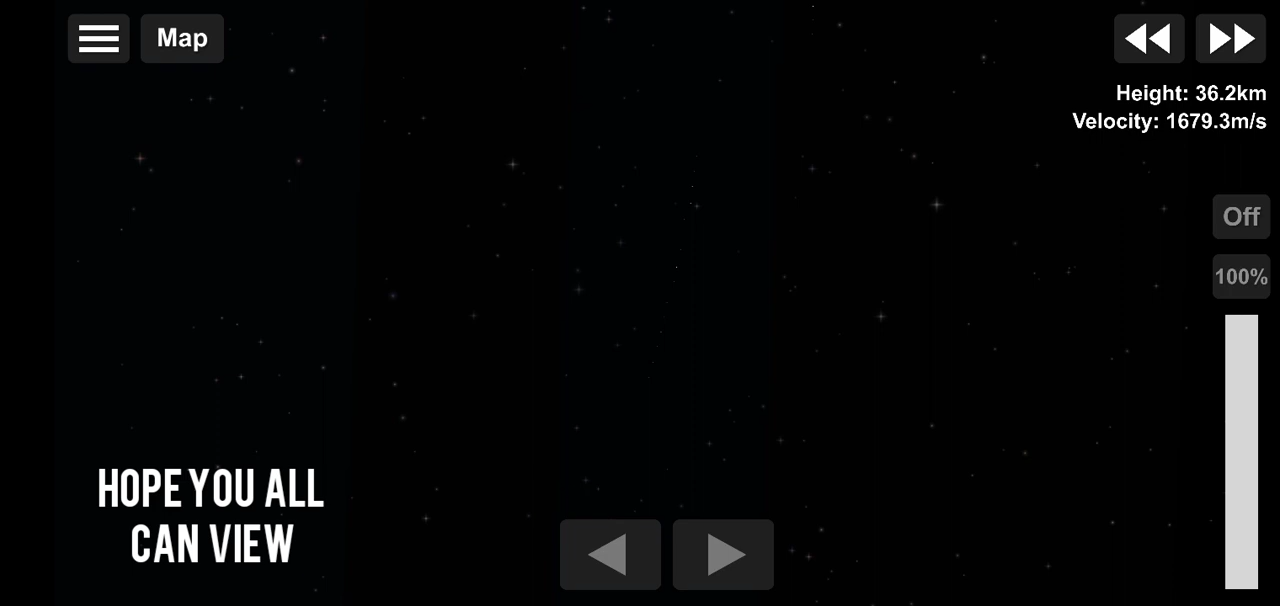 Map
Height: 36.2km
Velocity: 1679.3m/s
Off
100%
HOPE YOU ALL
CAN VIEW